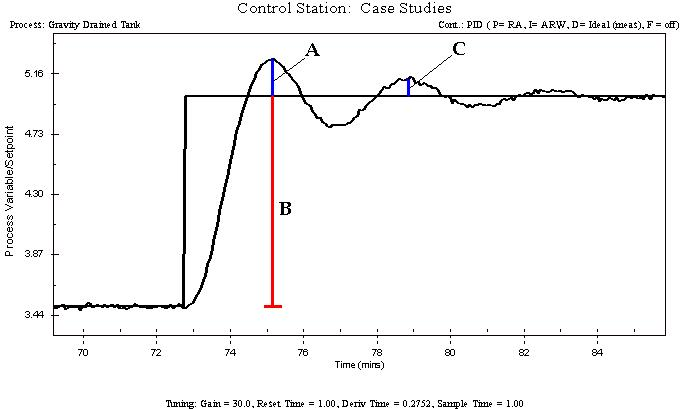 Control Station: Case Studies
Process: Gravity Drained Tank
Cont.: PID ( P= RA, I= ARW, D= Ideal (meas), F = off)
A
C
5.16
4.73
4.30
3.87
3.44
B
Process Variable/Setpoint
70 72 74 76 78 80 82 84
Time (mins)
Tuning: Gain = 30.0, Reset Time = 1.00, Deriv Time = 0.2752, Sample Time = 1.00